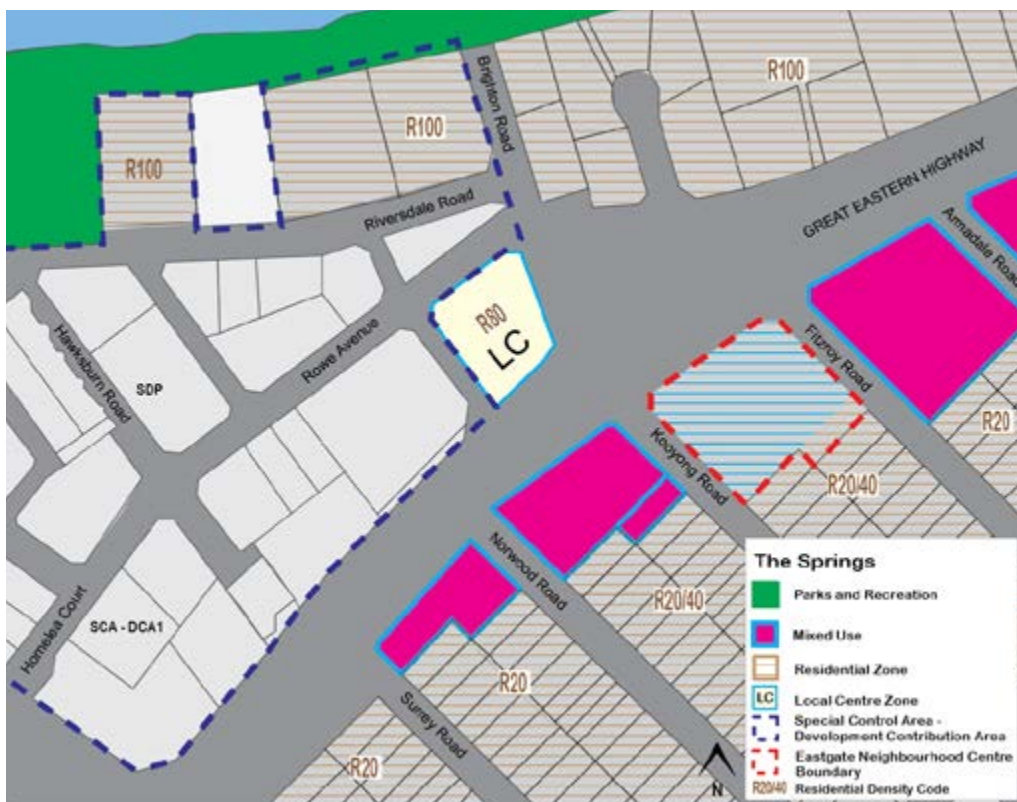 R100
R100
R100
Brighton Road
Riversdale Road
GREAT EASTERN HIGHWAY
Armadale Road
R80
LC
Hawksburn Road
SDP
Rowe Avenue
Fitzroy Road
R20
Kooyong Road
R20/40
Norwood Road
R20/40
Homelea Court
SCA - DCA1
R20
Surrey Road
R20
N
The Springs
Parks and Recreation
Mixed Use
Residential Zone
LC Local Centre Zone
Special Control Area -
Development Contribution Area
Eastgate Neighbourhood Centre
Boundary
R20/40 Residential Density Code